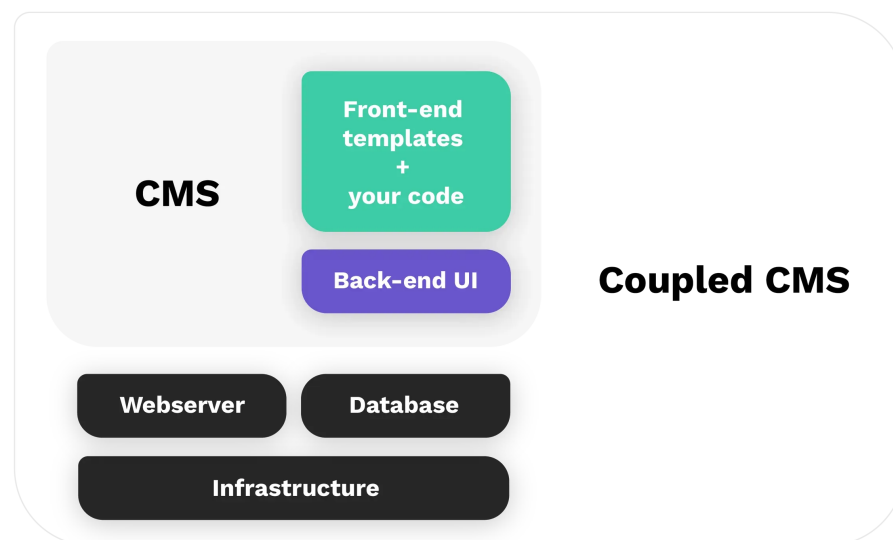 CMS
Front-end
templates
+
your code
Back-end UI
Coupled CMS
Webserver
Database
Infrastructure